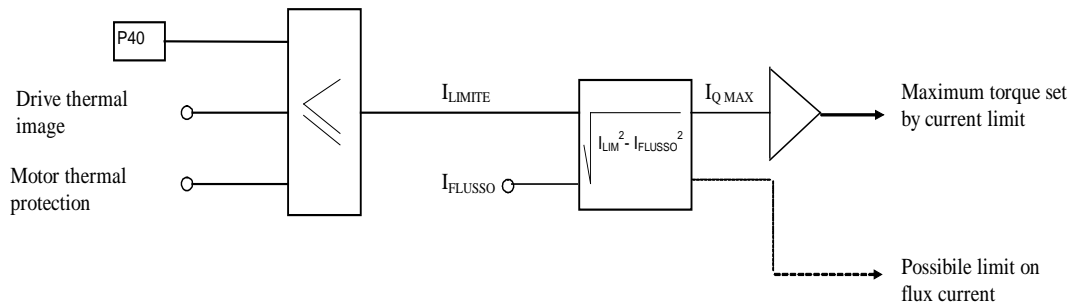 P40
Drive thermal
image
Motor thermal
protection
I_LIMITE
I_FLUSSO
√ I_LIM² - I_FLUSSO²
I_Q MAX
Maximum torque set
by current limit
Possibile limit on
flux current